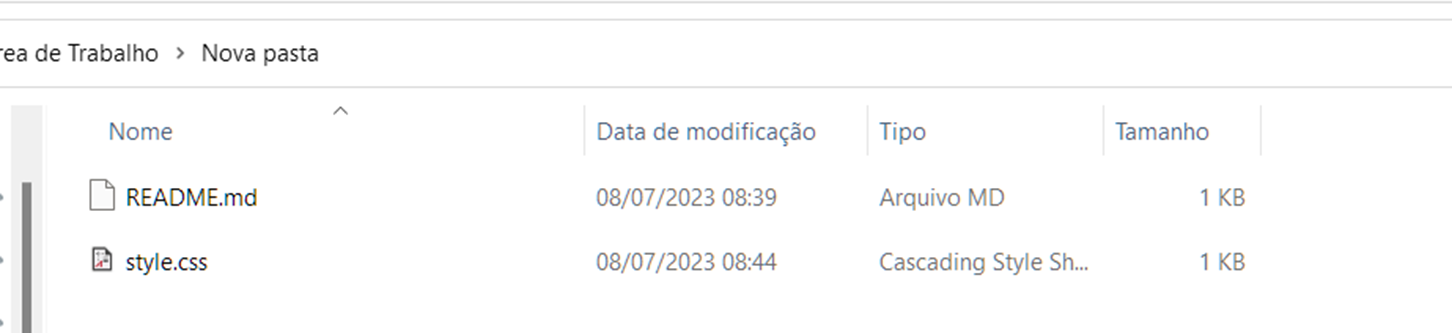 rea de Trabalho > Nova pasta
Nome Data de modificação Tipo Tamanho
README.md 08/07/2023 08:39 Arquivo MD 1 KB
style.css 08/07/2023 08:44 Cascading Style Sh... 1 KB